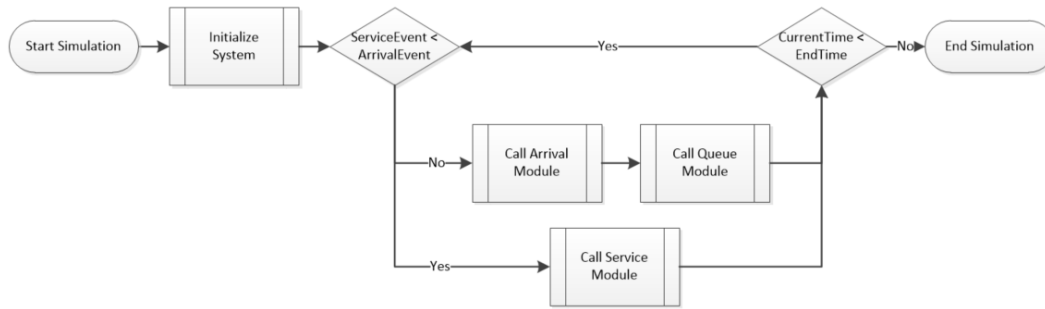 Start Simulation
Initialize
System
ServiceEvent <
ArrivalEvent
Yes
CurrentTime <
EndTime
No
End Simulation
No
Call Arrival
Module
Call Queue
Module
Yes
Call Service
Module